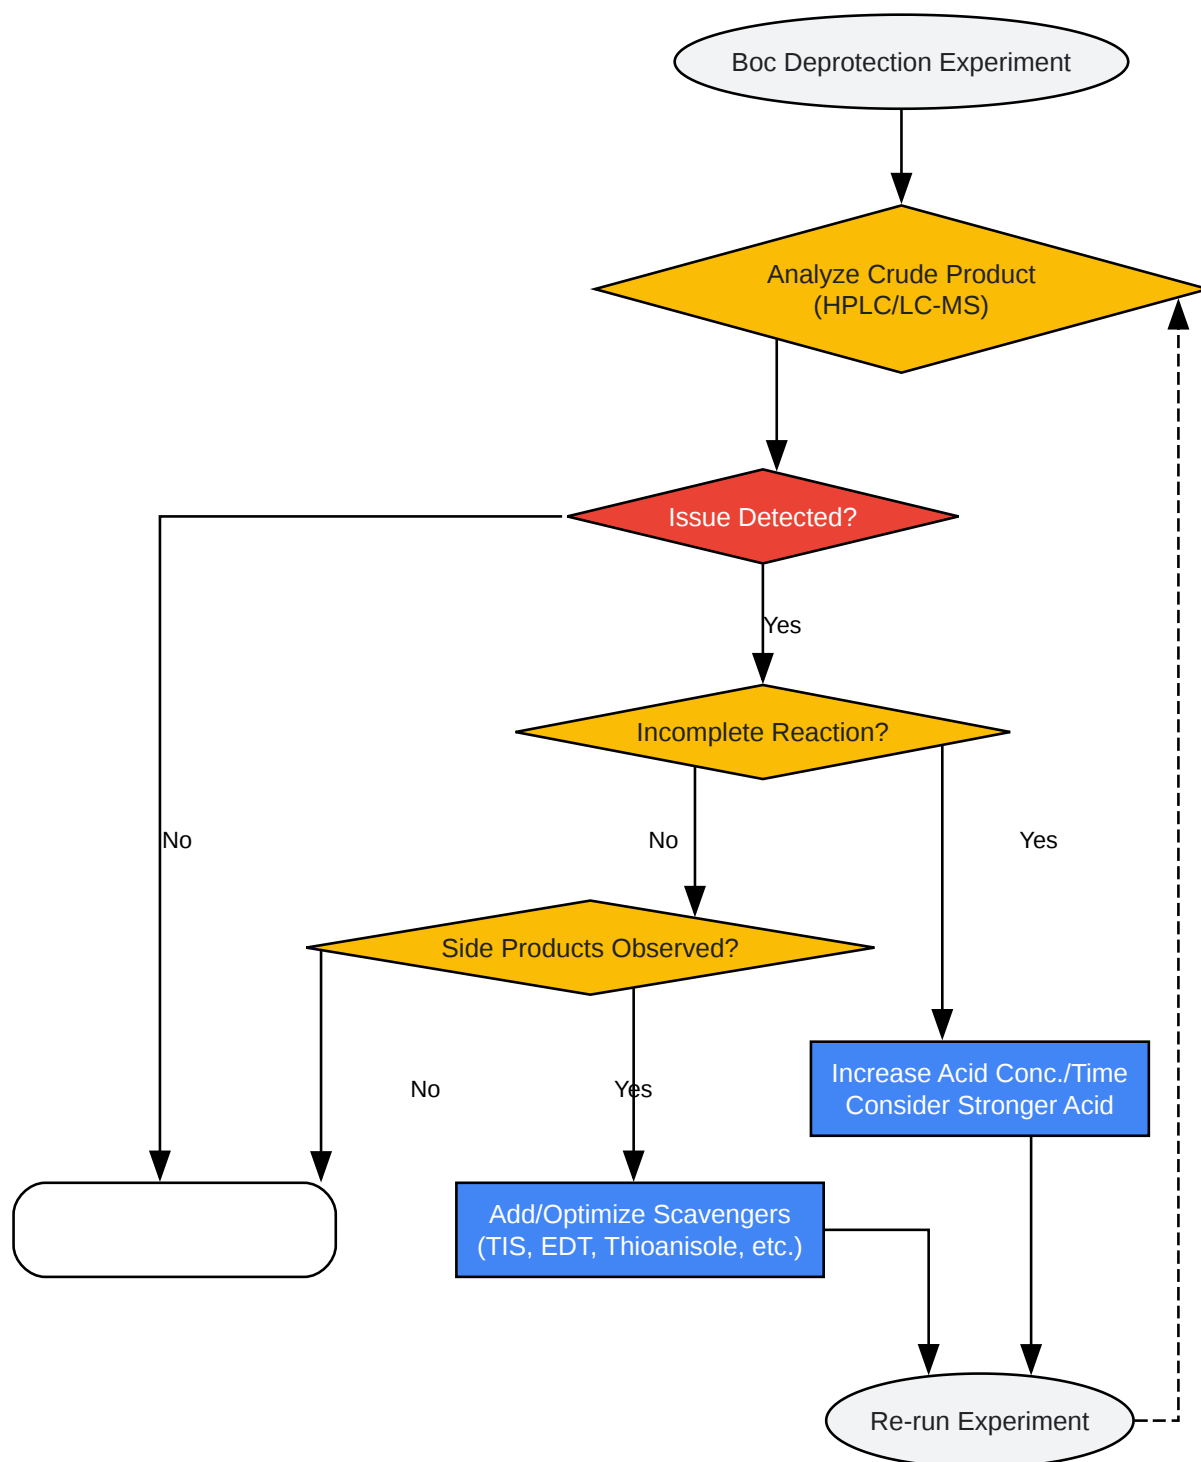 Boc Deprotection Experiment
Analyze Crude Product
(HPLC/LC-MS)
Issue Detected?
Yes
Incomplete Reaction?
No
No
Yes
Side Products Observed?
Increase Acid Conc./Time
Consider Stronger Acid
No
Yes
Add/Optimize Scavengers
(TIS, EDT, Thioanisole, etc.)
Re-run Experiment